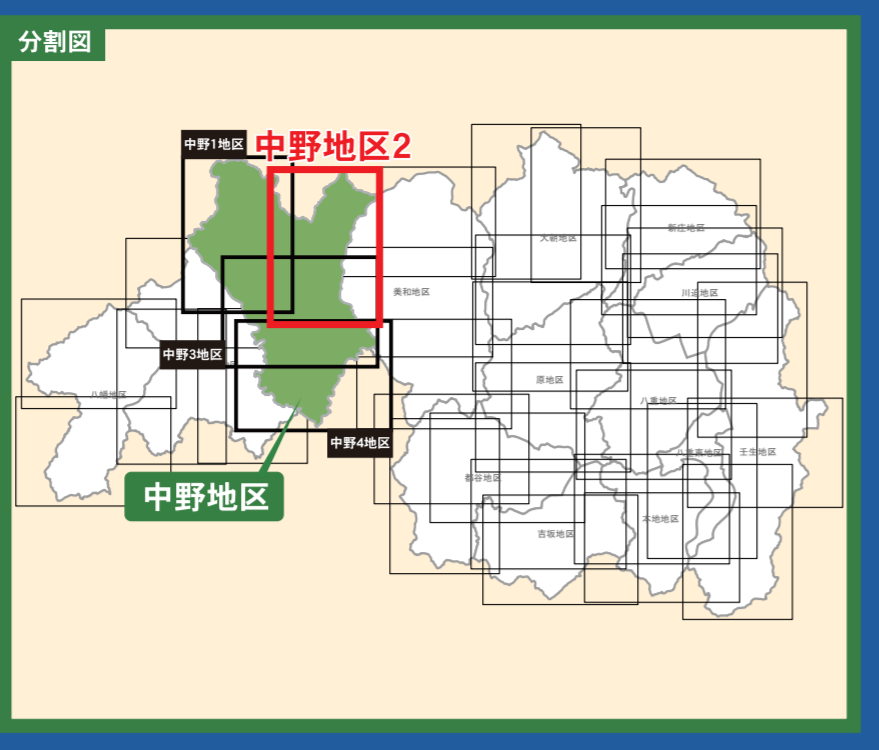 分割図
中野1地区
中野地区2
大朝地区
新庄地区
美和地区
川迫地区
中野3地区
原地区
八幡地区
八重地区
中野4地区
八重東地区
壬生地区
都谷地区
中野地区
本地地区
吉坂地区